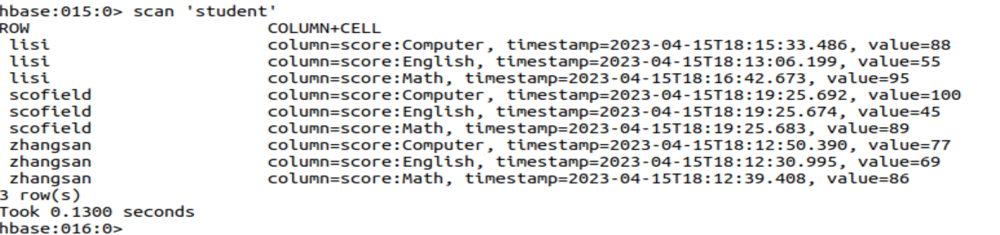 hbase:015:0> scan 'student'
ROW                          COLUMN+CELL
 lisi                        column=score:Computer, timestamp=2023-04-15T18:15:33.486, value=88
 lisi                        column=score:English, timestamp=2023-04-15T18:13:06.199, value=55
 lisi                        column=score:Math, timestamp=2023-04-15T18:16:42.673, value=95
 scofield                    column=score:Computer, timestamp=2023-04-15T18:19:25.692, value=100
 scofield                    column=score:English, timestamp=2023-04-15T18:19:25.674, value=45
 scofield                    column=score:Math, timestamp=2023-04-15T18:19:25.683, value=89
 zhangsan                    column=score:Computer, timestamp=2023-04-15T18:12:50.390, value=77
 zhangsan                    column=score:English, timestamp=2023-04-15T18:12:30.995, value=69
 zhangsan                    column=score:Math, timestamp=2023-04-15T18:12:39.408, value=86
3 row(s)
Took 0.1300 seconds
hbase:016:0>